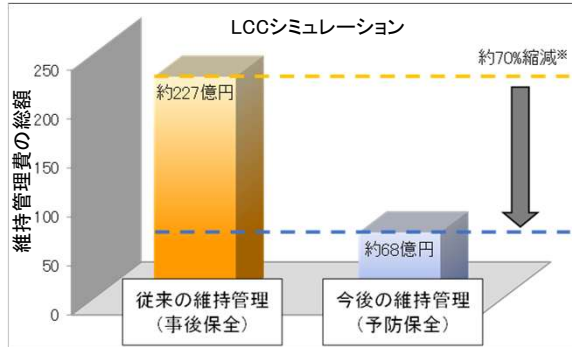 LCCシミュレーション
約70%縮減※
維持管理費の総額
250
200
150
100
50
0
約227億円
約68億円
従来の維持管理
（事後保全）
今後の維持管理
（予防保全）